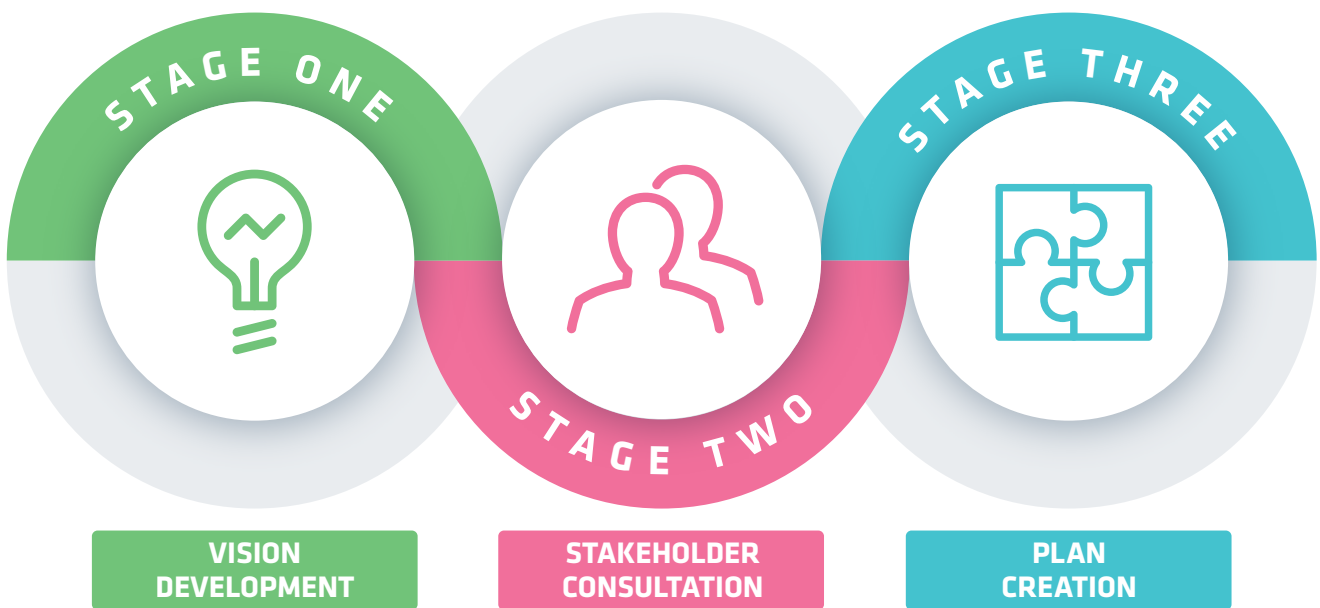 STAGE ONE
STAGE TWO
STAGE THREE
VISION
DEVELOPMENT
STAKEHOLDER
CONSULTATION
PLAN
CREATION